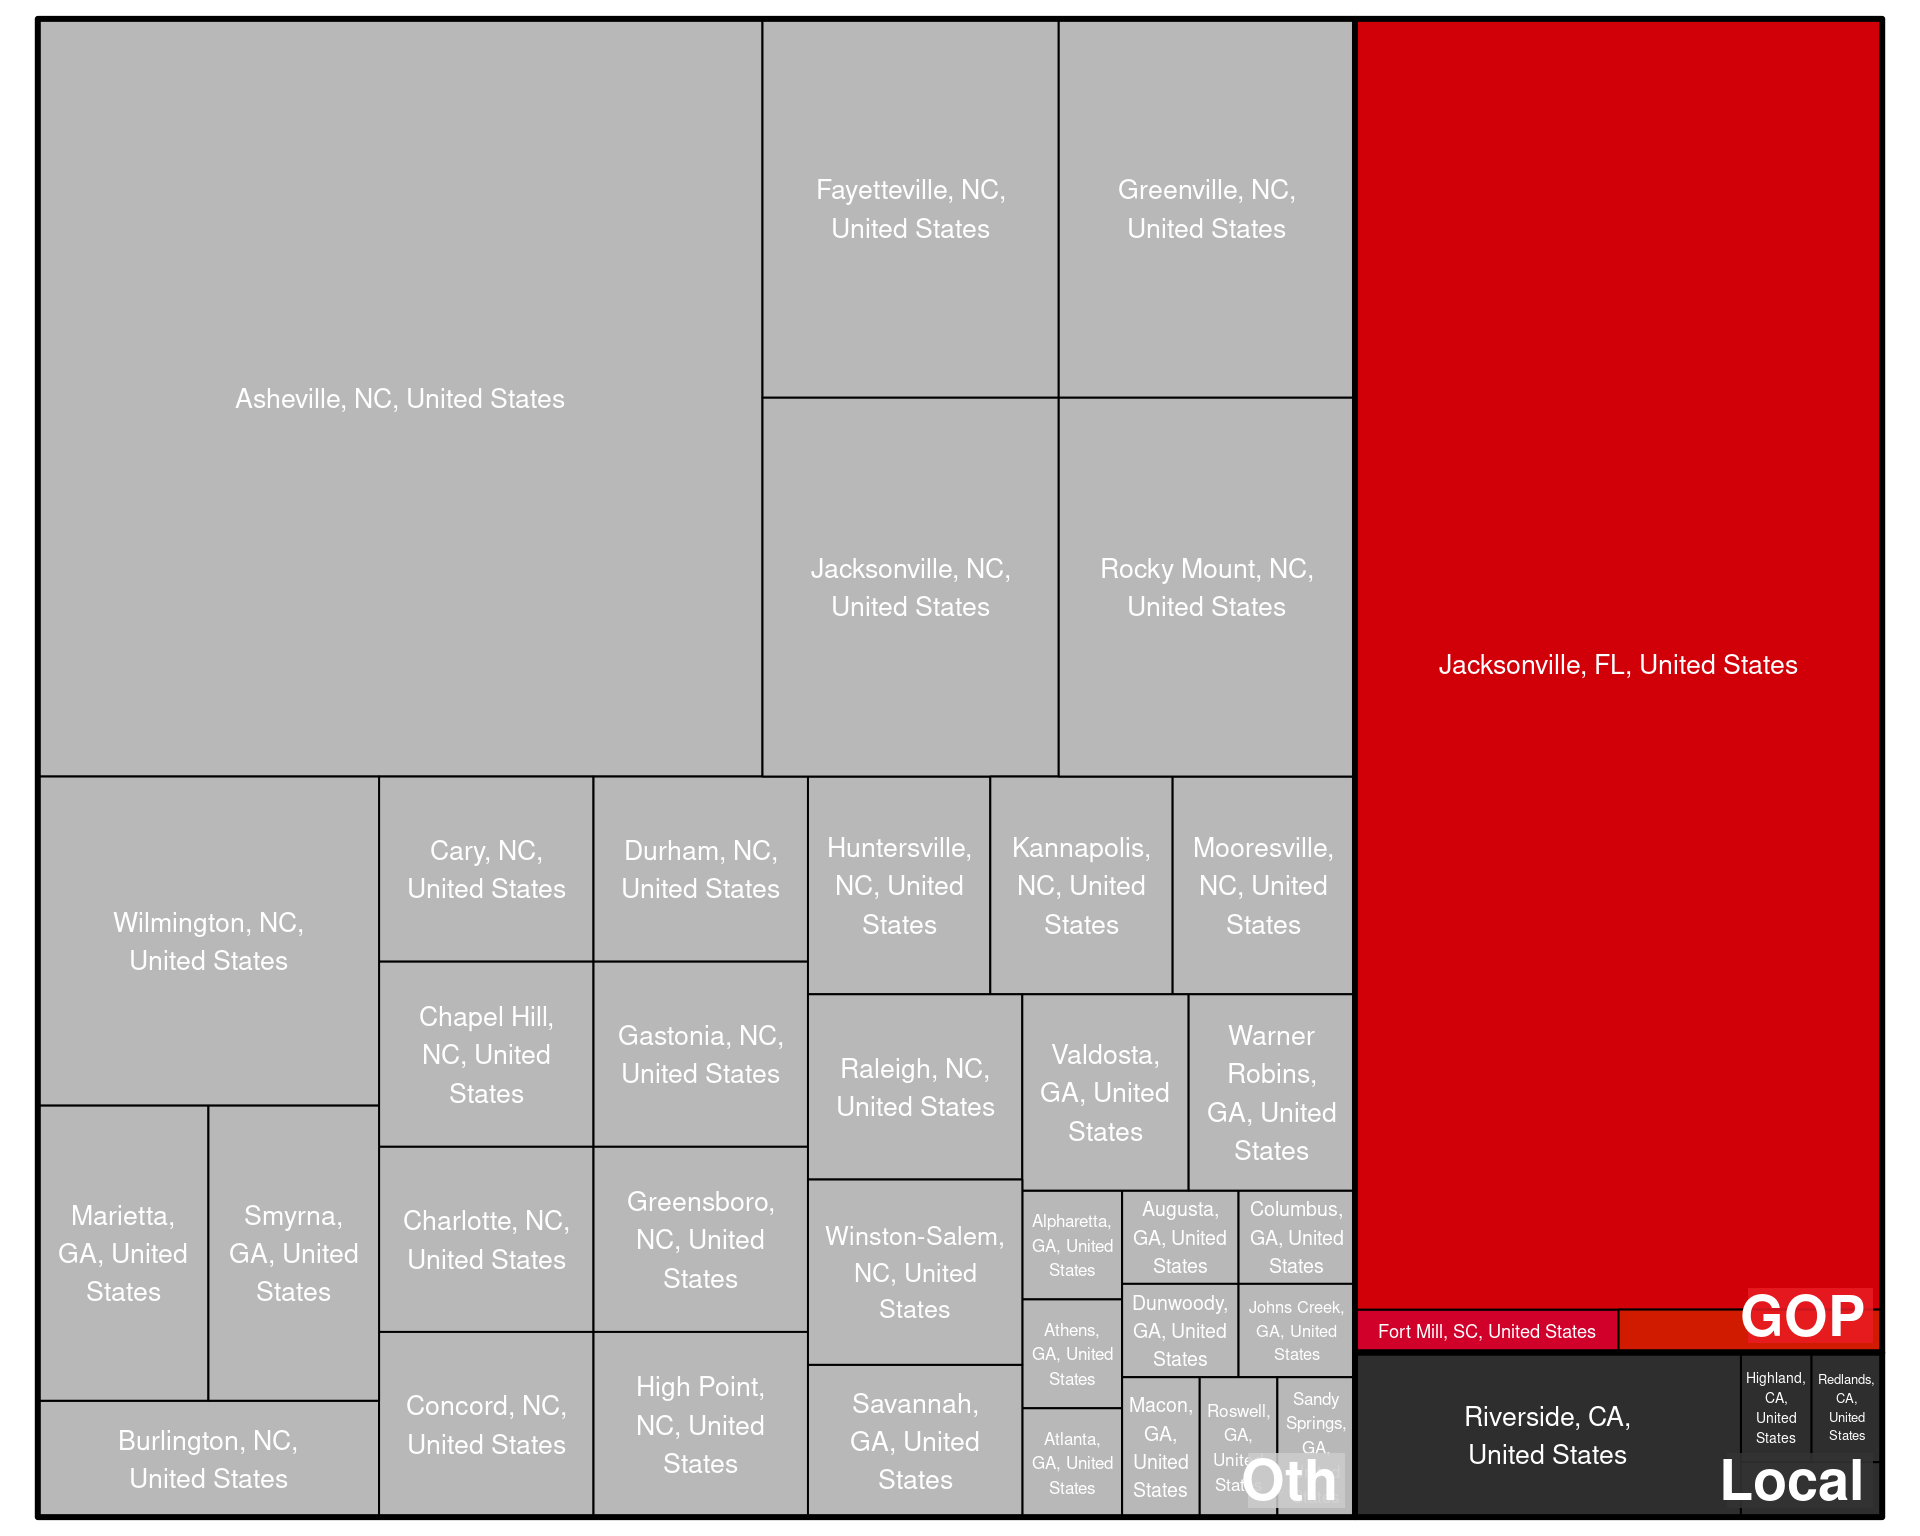 Asheville, NC, United States
Fayetteville, NC,
United States
Greenville, NC,
United States
Jacksonville, NC,
United States
Rocky Mount, NC,
United States
Jacksonville, FL, United States
Wilmington, NC,
United States
Cary, NC,
United States
Durham, NC,
United States
Huntersville,
NC, United
States
Kannapolis,
NC, United
States
Mooresville,
NC, United
States
Chapel Hill,
NC, United
States
Gastonia, NC,
United States
Raleigh, NC,
United States
Valdosta,
GA, United
States
Warner
Robins,
GA, United
States
Marietta,
GA, United
States
Smyrna,
GA, United
States
Charlotte, NC,
United States
Greensboro,
NC, United
States
Winston-Salem,
NC, United
States
Alpharetta,
GA, United
States
Augusta,
GA, United
States
Columbus,
GA, United
States
Dunwoody,
GA, United
States
Johns Creek,
GA, United
States
Athens,
GA, United
States
Burlington, NC,
United States
Concord, NC,
United States
High Point,
NC, United
States
Savannah,
GA, United
States
Atlanta,
GA, United
States
Macon,
GA,
United
States
Roswell,
GA,
Sandy
Springs,
GA,
Oth
GOP
Fort Mill, SC, United States
Riverside, CA,
United States
Highland,
CA,
United
States
Redlands,
CA,
United
States
Local